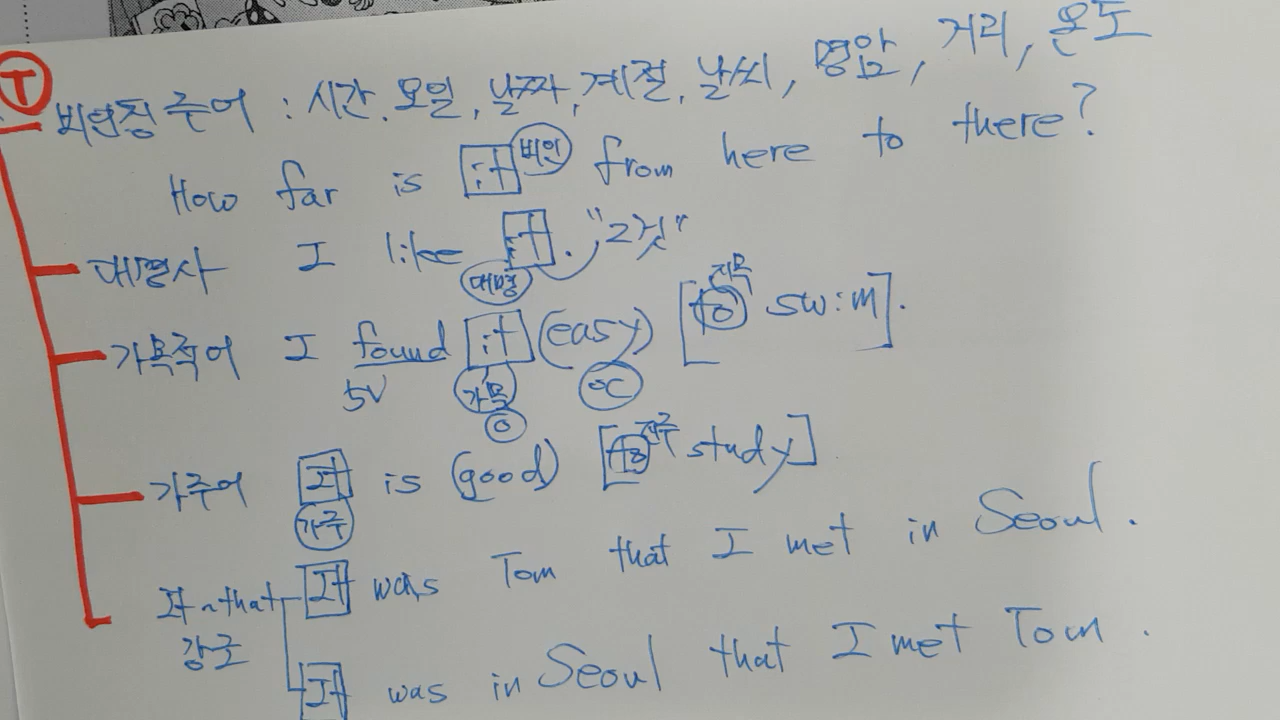 IT
비인칭 주어 : 시간, 요일, 날짜, 계절, 날씨, 명암, 거리, 온도
How far is it 비인 from here to there?
대명사 I like it. "그것"
대명
가목적어 I found it (easy) [to 진목 swim].
5V 가목 OC
O
가주어 It is (good) [to 진주 study]
가주
It ~ that It was Tom that I met in Seoul.
강조
It was in Seoul that I met Tom.